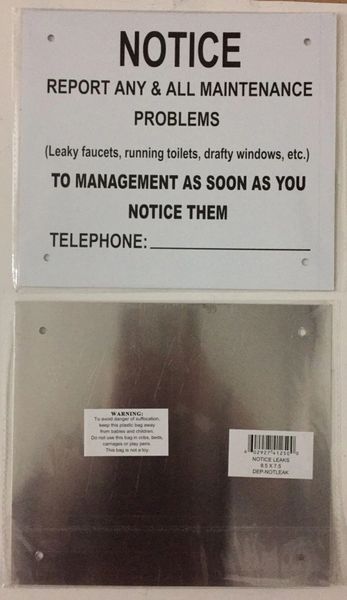 NOTICE
REPORT ANY & ALL MAINTENANCE
PROBLEMS
(Leaky faucets, running toilets, drafty windows, etc.)
TO MANAGEMENT AS SOON AS YOU
NOTICE THEM
TELEPHONE:
WARNING:
To avoid danger of suffocation,
keep this plastic bag away
from babies and children.
Do not use this bag in cribs, beds,
carriages or play pens.
This bag is not a toy.
NOTICE LEAKS
8.5 X 7.5
DEP-NOTLEAK